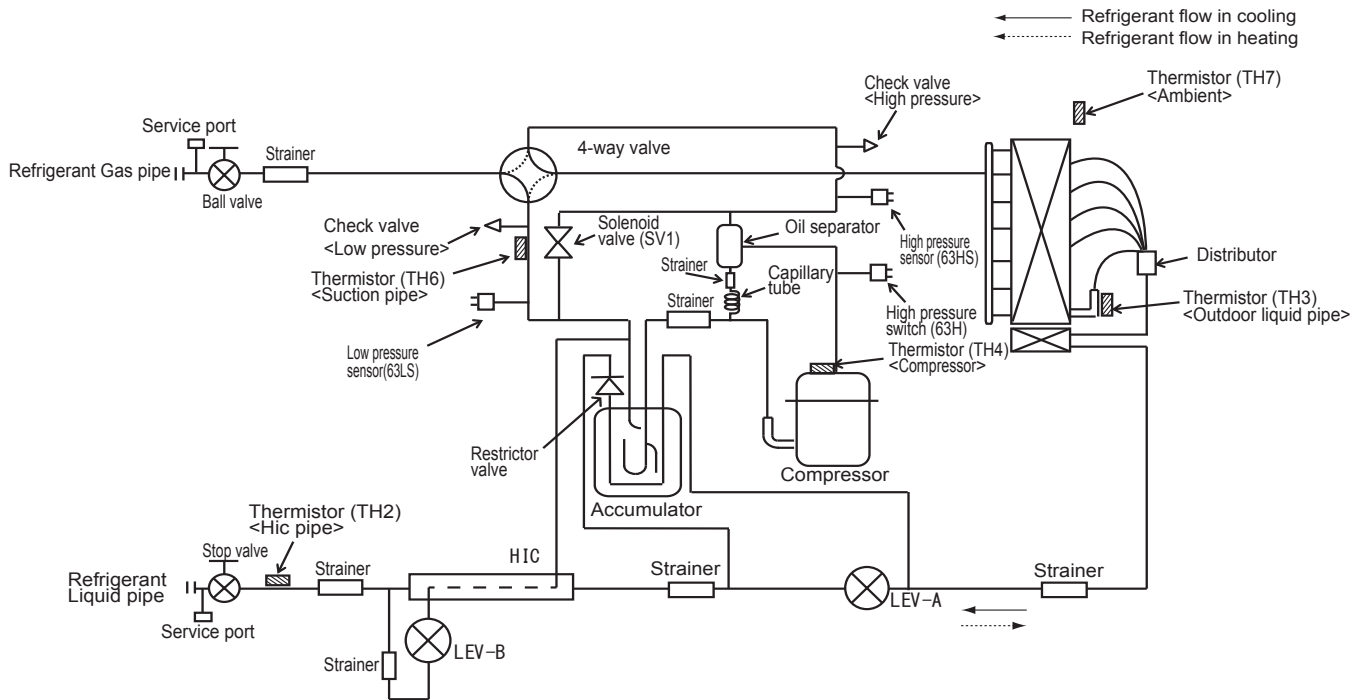 Refrigerant flow in cooling
Refrigerant flow in heating
Check valve
<High pressure>
Thermistor (TH7)
<Ambient>
Service port
Strainer
4-way valve
Refrigerant Gas pipe
Ball valve
Check valve
<Low pressure>
Solenoid
valve (SV1)
Oil separator
High pressure
sensor (63HS)
Distributor
Thermistor (TH6)
<Suction pipe>
Strainer
Capillary
tube
Strainer
High pressure
switch (63H)
Thermistor (TH3)
<Outdoor liquid pipe>
Low pressure
sensor(63LS)
Thermistor (TH4)
<Compressor>
Restrictor
valve
Compressor
Accumulator
Thermistor (TH2)
<Hic pipe>
Stop valve
Strainer
HIC
Strainer
Strainer
Refrigerant
Liquid pipe
LEV-A
Service port
LEV-B
Strainer